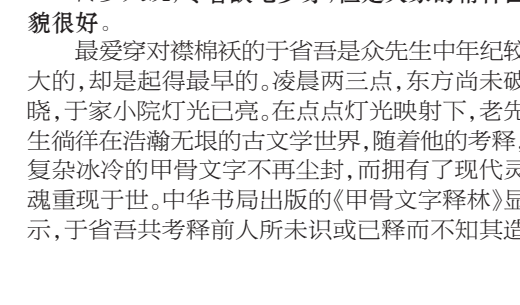 貌很好。
最爱穿对襟棉袄的于省吾是众先生中年纪较
大的,却是起得最早的。凌晨两三点,东方尚未破
晓,于家小院灯光已亮。在点点灯光映射下,老先
生徜徉在浩瀚无垠的古文学世界,随着他的考释,
复杂冰冷的甲骨文字不再尘封,而拥有了现代灵
魂重现于世。中华书局出版的《甲骨文字释林》显
示,于省吾共考释前人所未识或已释而不知其造